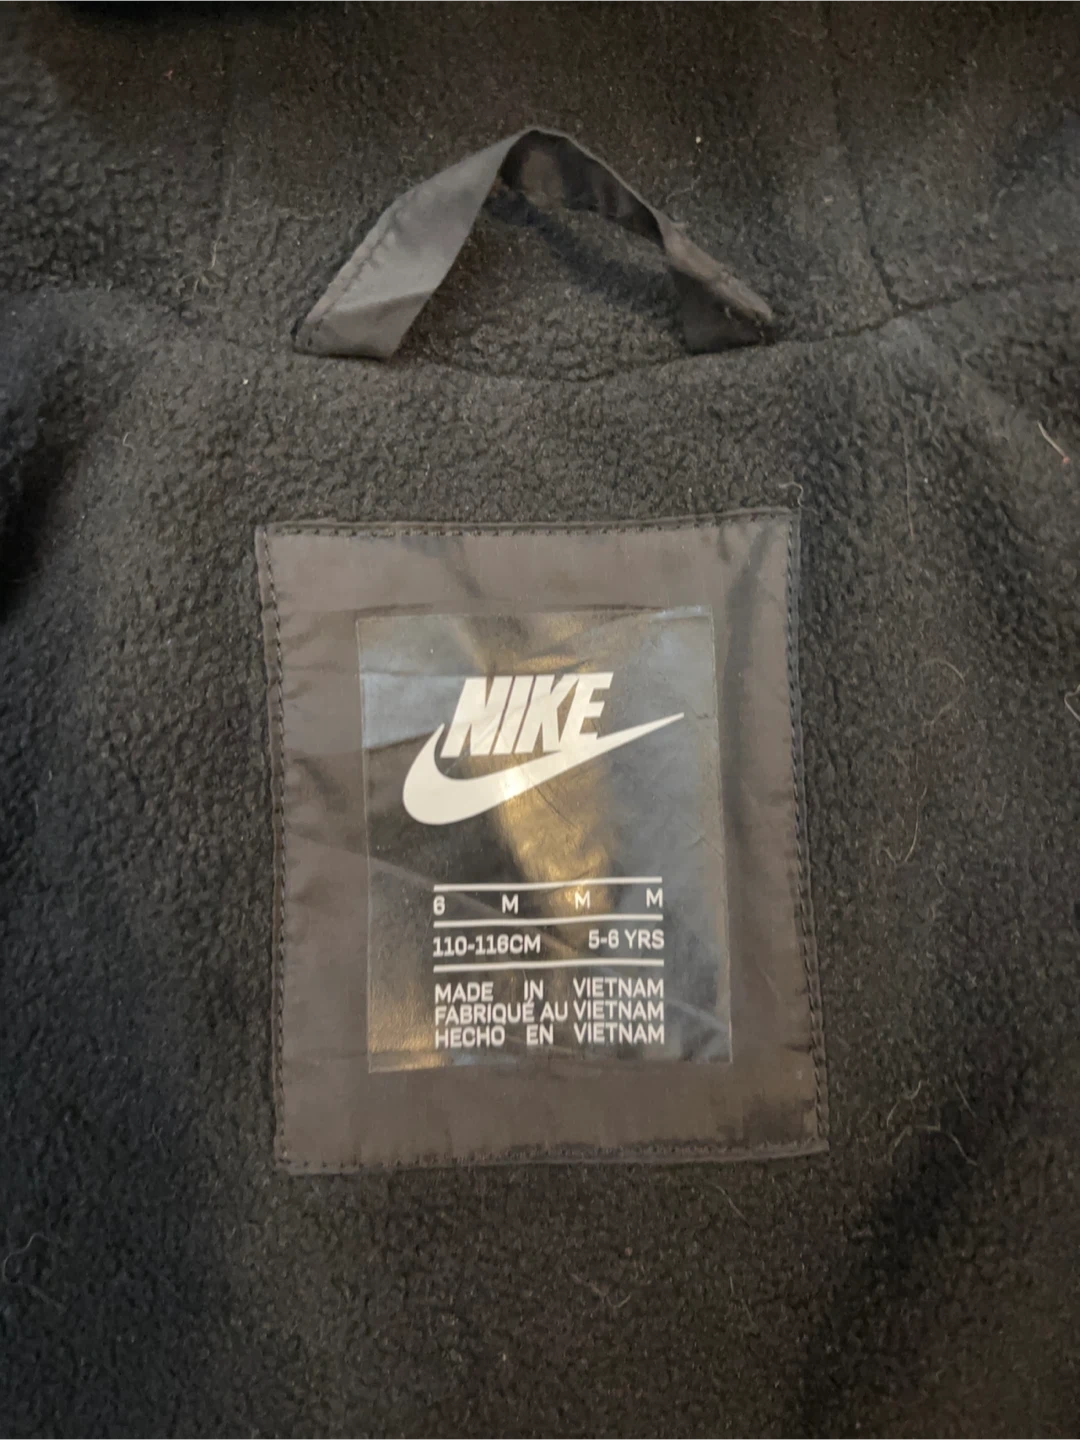 NIKE
6 M M M
110-116CM 5-6 YRS
MADE IN VIETNAM
FABRIQUÉ AU VIETNAM
HECHO EN VIETNAM